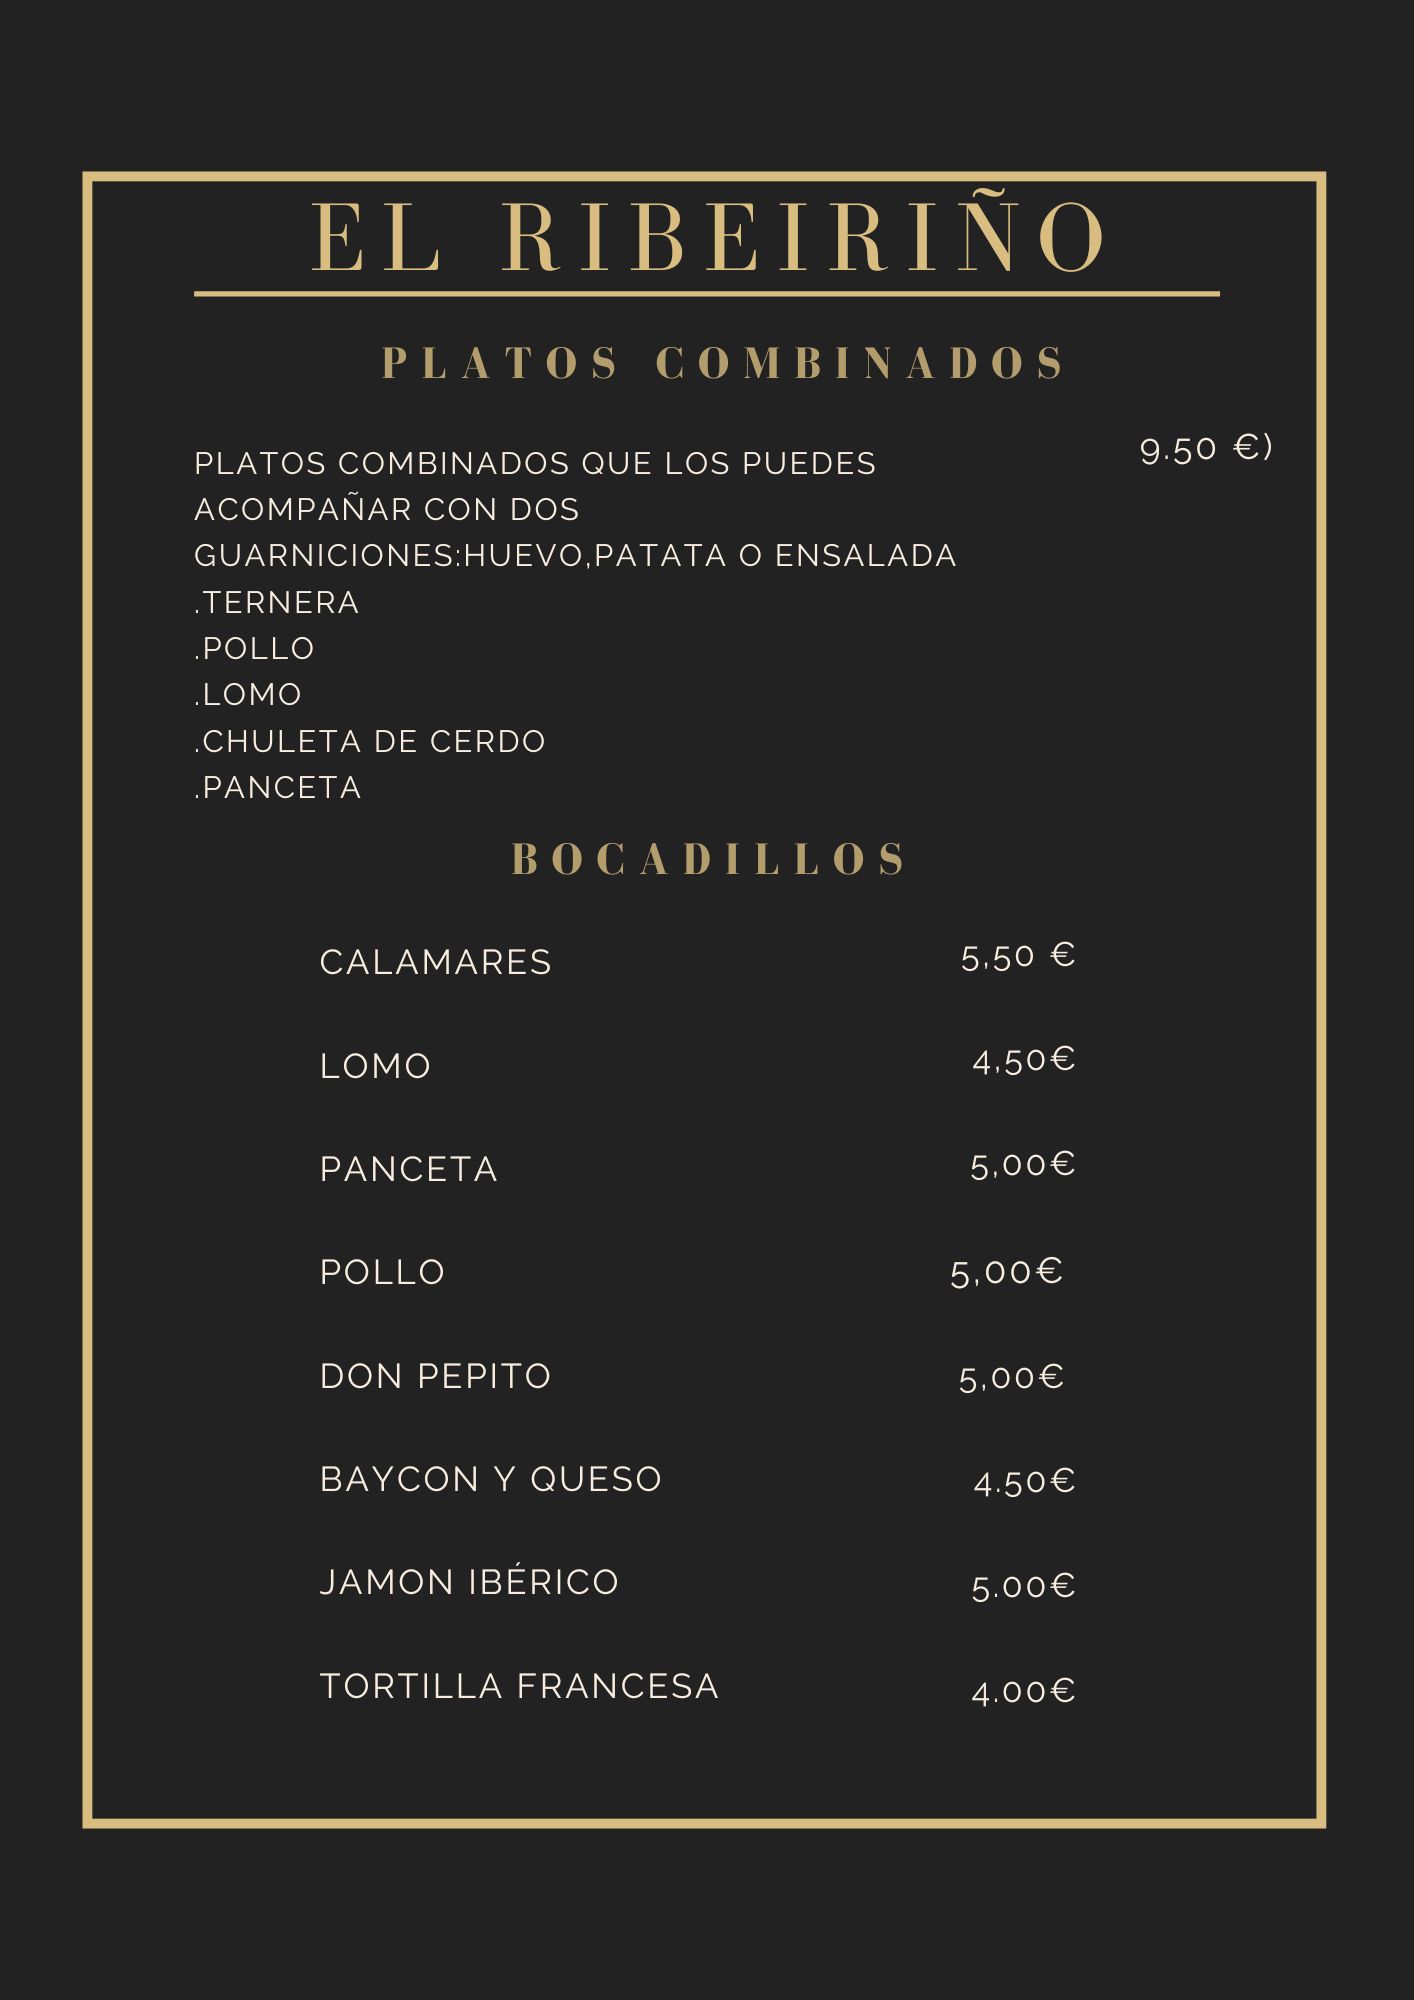 EL RIBEIRIÑO
PLATOS COMBINADOS
PLATOS COMBINADOS QUE LOS PUEDES
9.50 €)
ACOMPAÑAR CON DOS
GUARNICIONES:HUEVO,PATATA O ENSALADA
.TERNERA
.POLLO
.LOMO
.CHULETA DE CERDO
.PANCETA
BOCADILLOS
CALAMARES 5,50 €
LOMO 4,50€
PANCETA 5,00€
POLLO 5,00€
DON PEPITO 5,00€
BAYCON Y QUESO 4.50€
JAMON IBÉRICO 5.00€
TORTILLA FRANCESA 4.00€